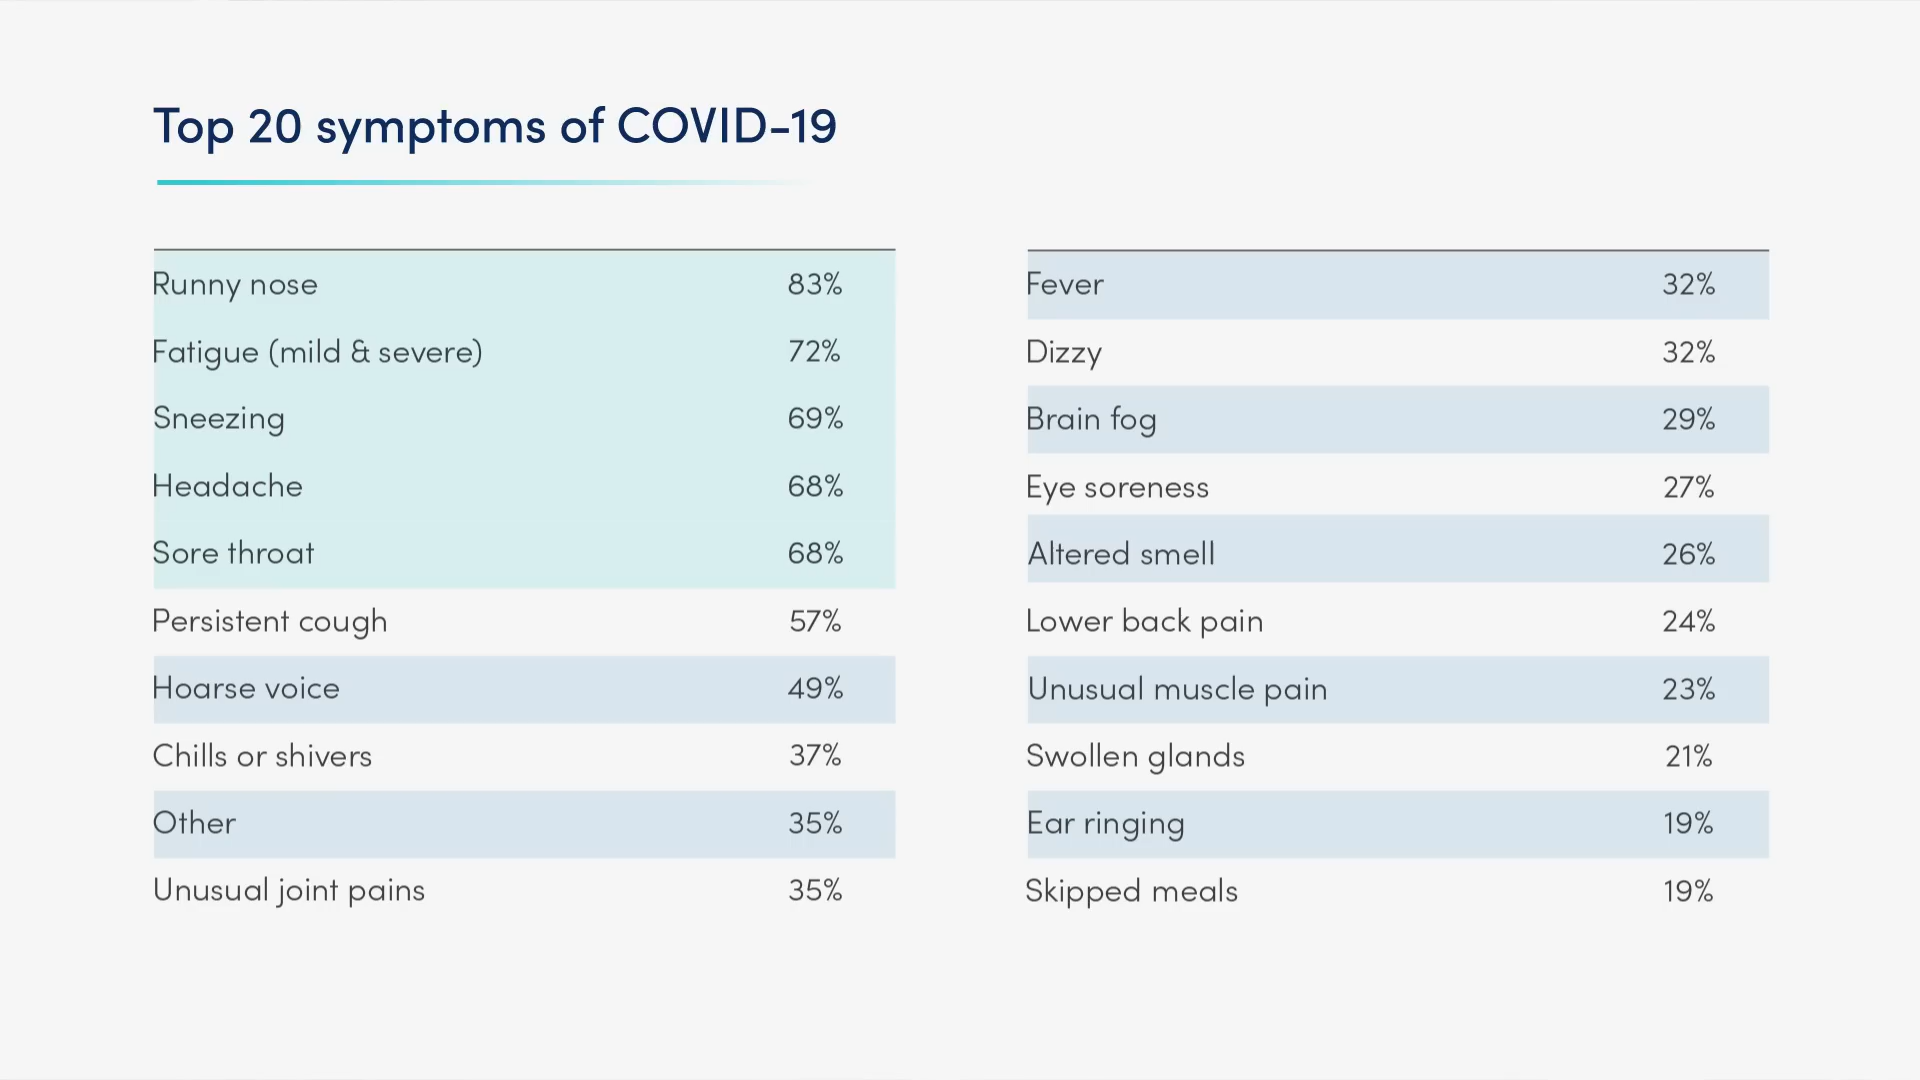 Top 20 symptoms of COVID-19
Runny nose 83%
Fatigue (mild & severe) 72%
Sneezing 69%
Headache 68%
Sore throat 68%
Persistent cough 57%
Hoarse voice 49%
Chills or shivers 37%
Other 35%
Unusual joint pains 35%
Fever 32%
Dizzy 32%
Brain fog 29%
Eye soreness 27%
Altered smell 26%
Lower back pain 24%
Unusual muscle pain 23%
Swollen glands 21%
Ear ringing 19%
Skipped meals 19%